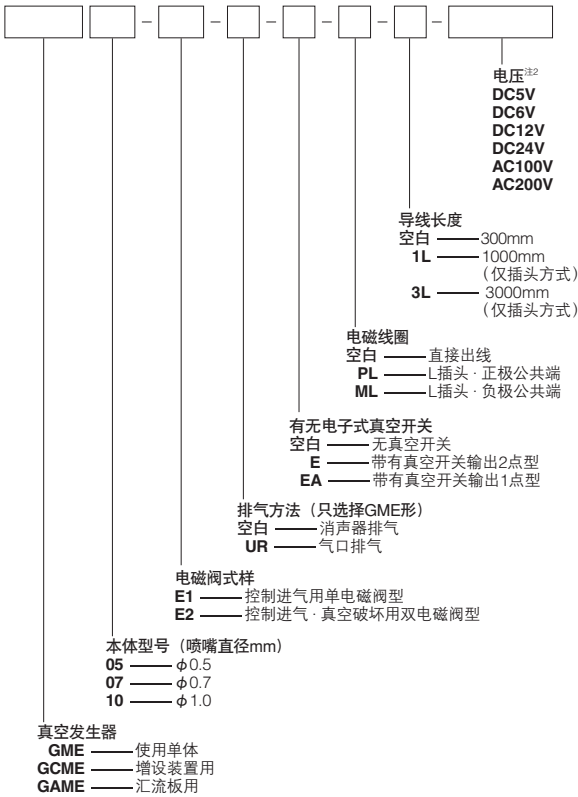 电压注2
DC5V
DC6V
DC12V
DC24V
AC100V
AC200V
导线长度
空白 300mm
1L 1000mm
(仅插头方式)
3L 3000mm
(仅插头方式)
电磁线圈
空白 直接出线
PL L插头·正极公共端
ML L插头·负极公共端
有无电子式真空开关
空白 无真空开关
E 带有真空开关输出2点型
EA 带有真空开关输出1点型
排气方法（只选择GME形）
空白 消声器排气
UR 气口排气
电磁阀式样
E1 控制进气用单电磁阀型
E2 控制进气·真空破坏用双电磁阀型
本体型号（喷嘴直径mm）
05 φ0.5
07 φ0.7
10 φ1.0
真空发生器
GME 使用单体
GCME 增设装置用
GAME 汇流板用